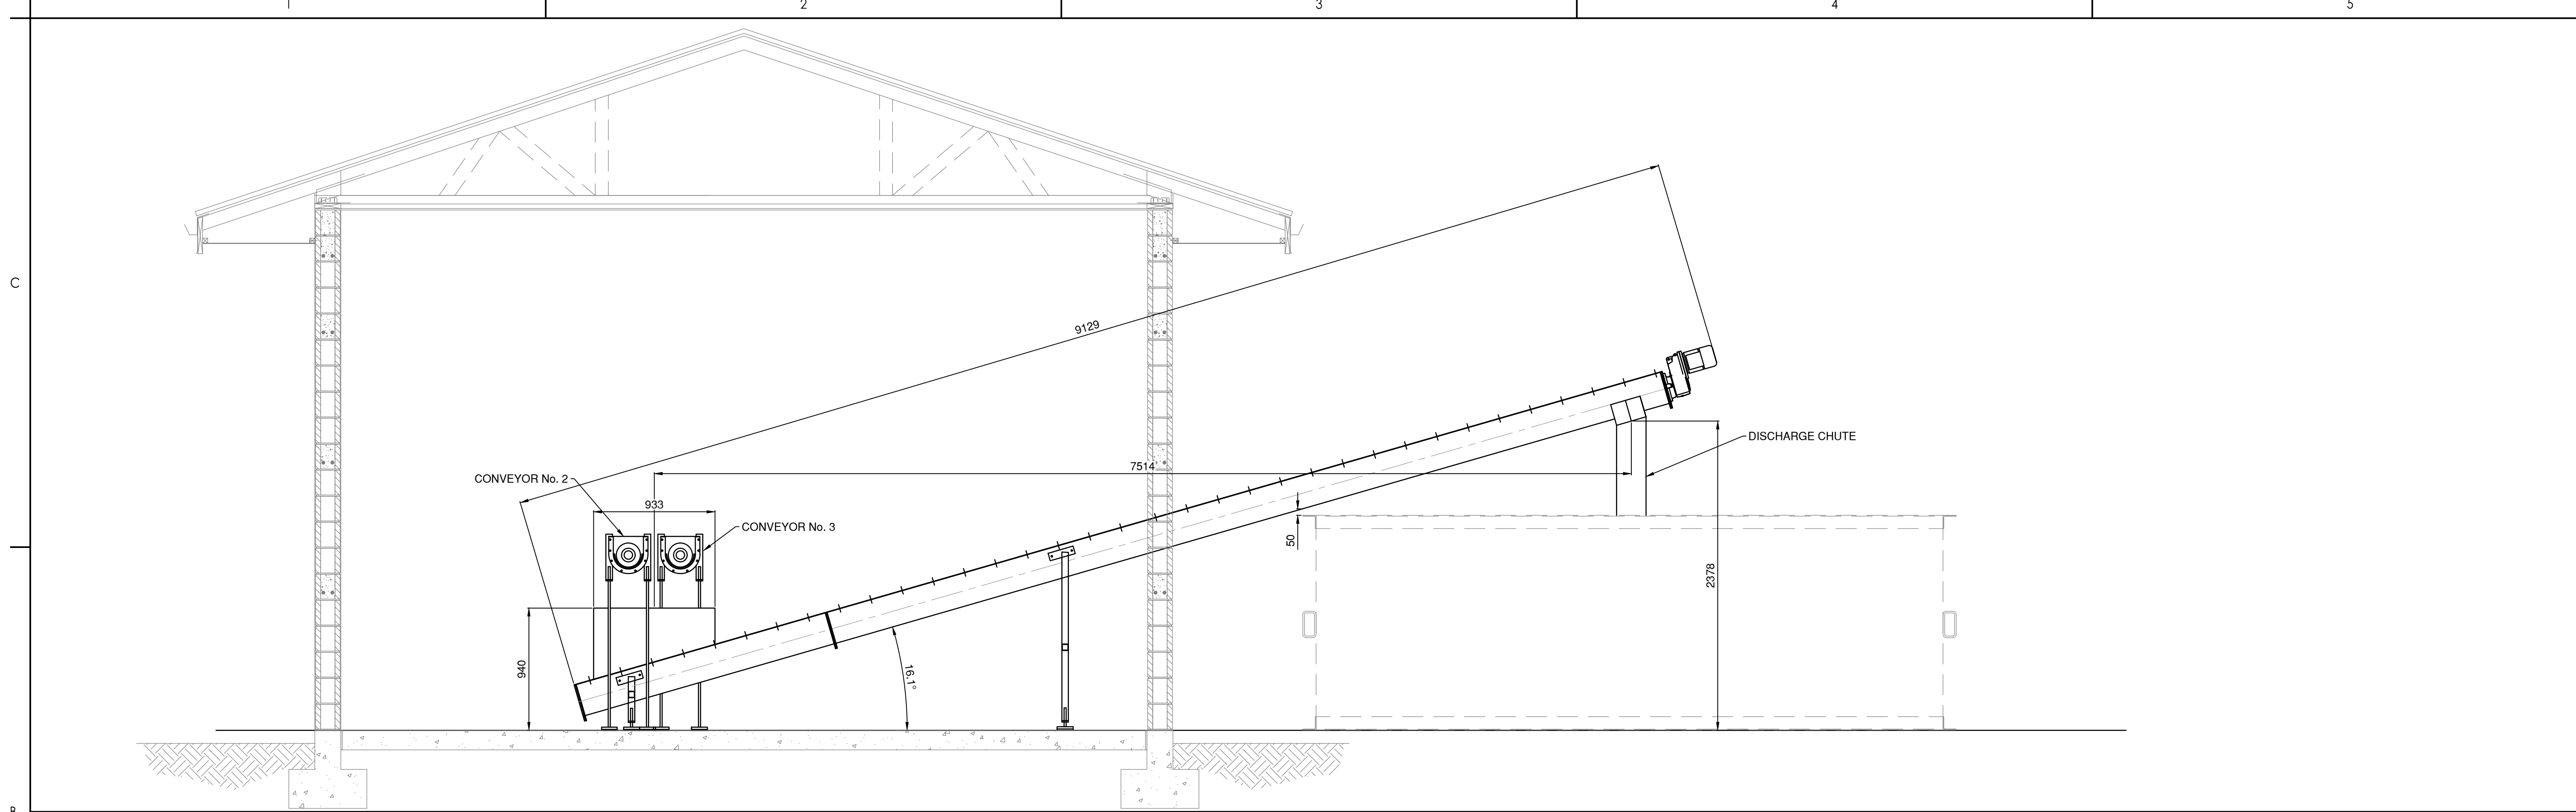 1 2 3 4 5
C
9129
DISCHARGE CHUTE
7514
CONVEYOR No. 2
933
CONVEYOR No. 3
50
2378
940
16.1°